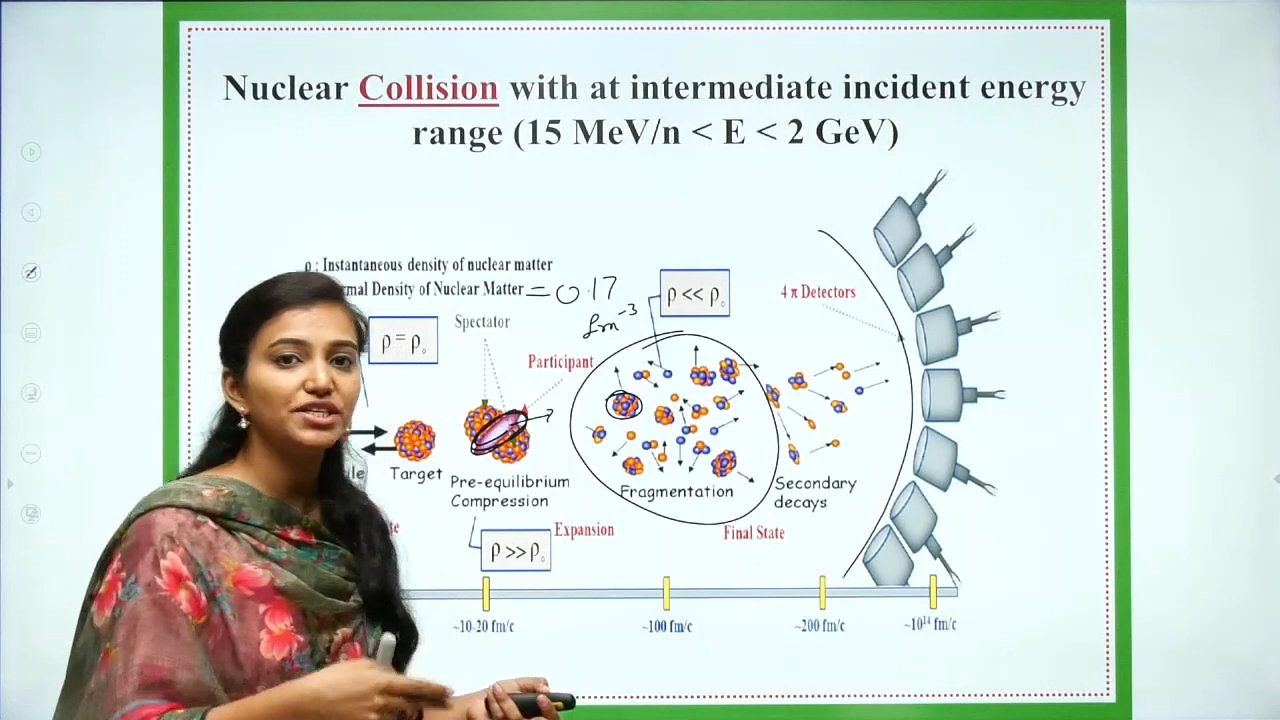 Nuclear Collision with at intermediate incident energy
range (15 MeV/n < E < 2 GeV)
: Instantaneous density of nuclear matter
Density of Nuclear Matter = 0.17
fm⁻³
ρ << ρ₀
4 π Detectors
Spectator
ρ = ρ₀
Participant
Target
Pre-equilibrium
Compression
Fragmentation
Secondary
decays
Expansion
Final State
ρ >> ρ₀
~10-20 fm/c
~100 fm/c
~200 fm/c
~10¹⁴ fm/c